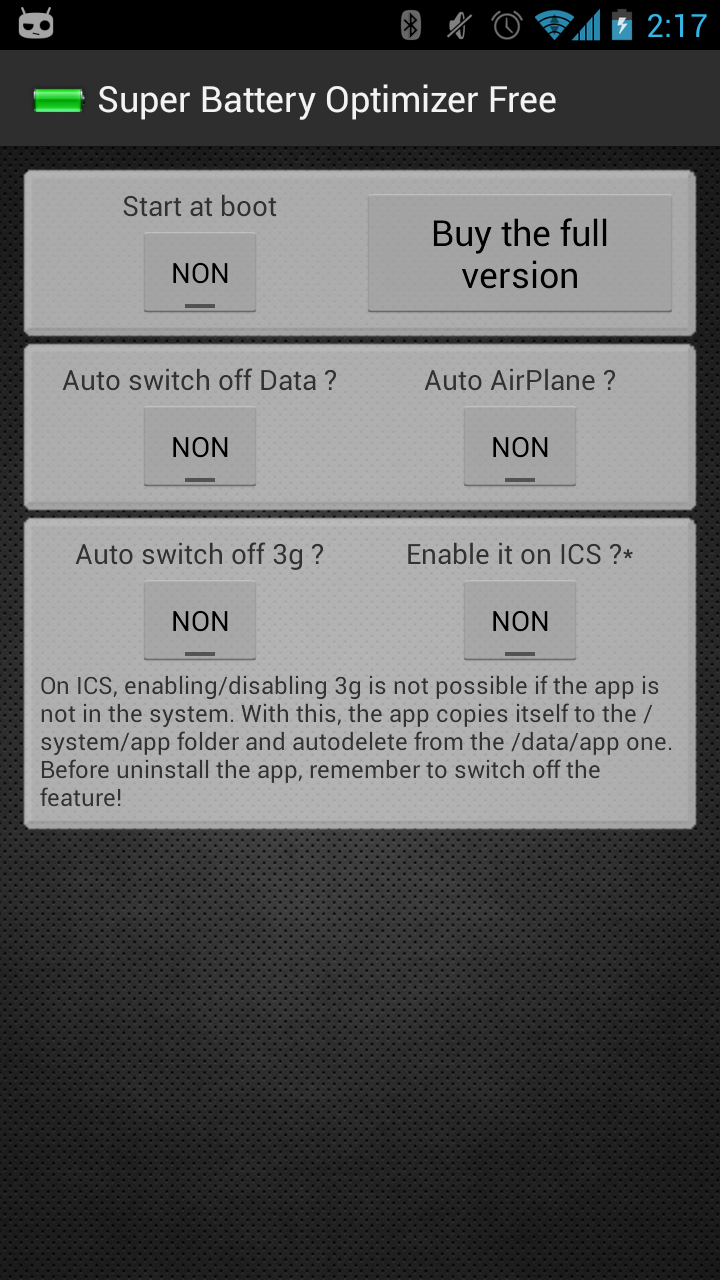 2:17
Super Battery Optimizer Free
Start at boot
NON
Buy the full
version
Auto switch off Data ?
Auto AirPlane ?
NON
NON
Auto switch off 3g ?
Enable it on ICS ?*
NON
NON
On ICS, enabling/disabling 3g is not possible if the app is
not in the system. With this, the app copies itself to the /
system/app folder and autodelete from the /data/app one.
Before uninstall the app, remember to switch off the
feature!